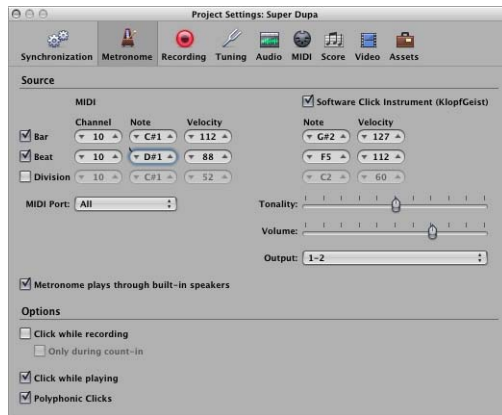 Project Settings: Super Dupa
Synchronization Metronome Recording Tuning Audio MIDI Score Video Assets
Source
MIDI
Software Click Instrument (KlopfGeist)
Channel Note Velocity Note Velocity
Bar 10 C#1 112 G#2 127
Beat 10 D#1 88 F5 112
Division 10 C#1 52 C2 60
MIDI Port: All
Tonality:
Volume:
Output: 1-2
Metronome plays through built-in speakers
Options
Click while recording
Only during count-in
Click while playing
Polyphonic Clicks